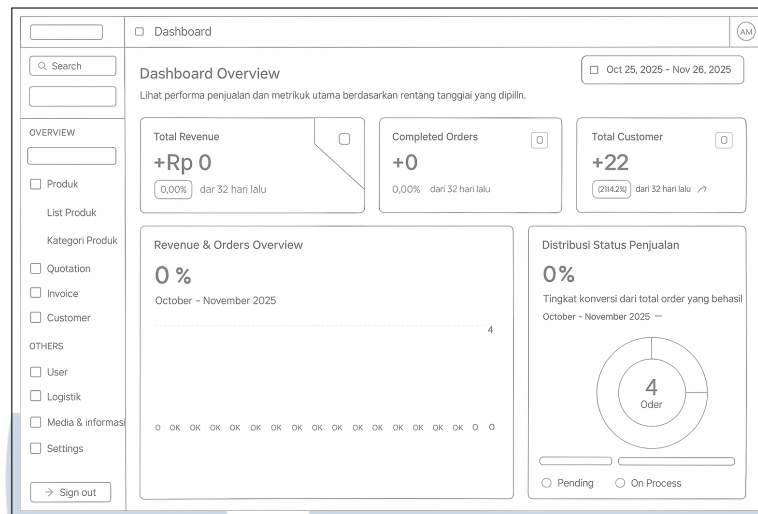 Dashboard
AM
Search
OVERVIEW
Produk
List Produk
Kategori Produk
Quotation
Invoice
Customer
OTHERS
User
Logistik
Media & informasi
Settings
Sign out
Dashboard Overview
Lihat performa penjualan dan metrikuk utama berdasarkan rentang tanggiai yang dipilln.
Oct 25, 2025 - Nov 26, 2025
Total Revenue
+Rp 0
0,00% dar 32 hari lalu
Completed Orders
+0
0,00% dari 32 hari lalu
Total Customer
+22
(2114.2%) dari 32 hari lalu
Revenue & Orders Overview
0 %
October - November 2025
4
O OK OK OK OK OK OK OK OK OK OK OK OK OK OK OK OK O O
Distribusi Status Penjualan
0%
Tingkat konversi dari total order yang behasil
October - November 2025 —
4
Oder
Pending On Process